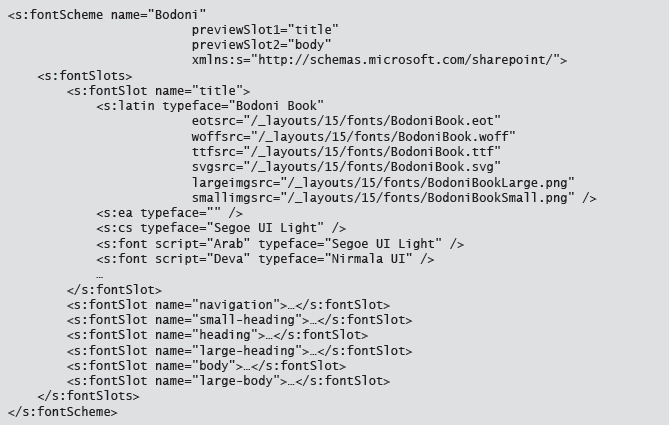 <s:fontScheme name="Bodoni"
previewSlot1="title"
previewSlot2="body"
xmlns:s="http://schemas.microsoft.com/sharepoint/">
<s:fontSlots>
<s:fontSlot name="title">
<s:latin typeface="Bodoni Book"
eotsrc="/_layouts/15/fonts/BodoniBook.eot"
woffsrc="/_layouts/15/fonts/BodoniBook.woff"
ttfsrc="/_layouts/15/fonts/BodoniBook.ttf"
svgsrc="/_layouts/15/fonts/BodoniBook.svg"
largeimgsrc="/_layouts/15/fonts/BodoniBookLarge.png"
smallimgsrc="/_layouts/15/fonts/BodoniBookSmall.png" />
<s:ea typeface="" />
<s:cs typeface="Segoe UI Light" />
<s:font script="Arab" typeface="Segoe UI Light" />
<s:font script="Deva" typeface="Nirmala UI" />
…
</s:fontSlot>
<s:fontSlot name="navigation">…</s:fontSlot>
<s:fontSlot name="small-heading">…</s:fontSlot>
<s:fontSlot name="heading">…</s:fontSlot>
<s:fontSlot name="large-heading">…</s:fontSlot>
<s:fontSlot name="body">…</s:fontSlot>
<s:fontSlot name="large-body">…</s:fontSlot>
</s:fontSlots>
</s:fontScheme>